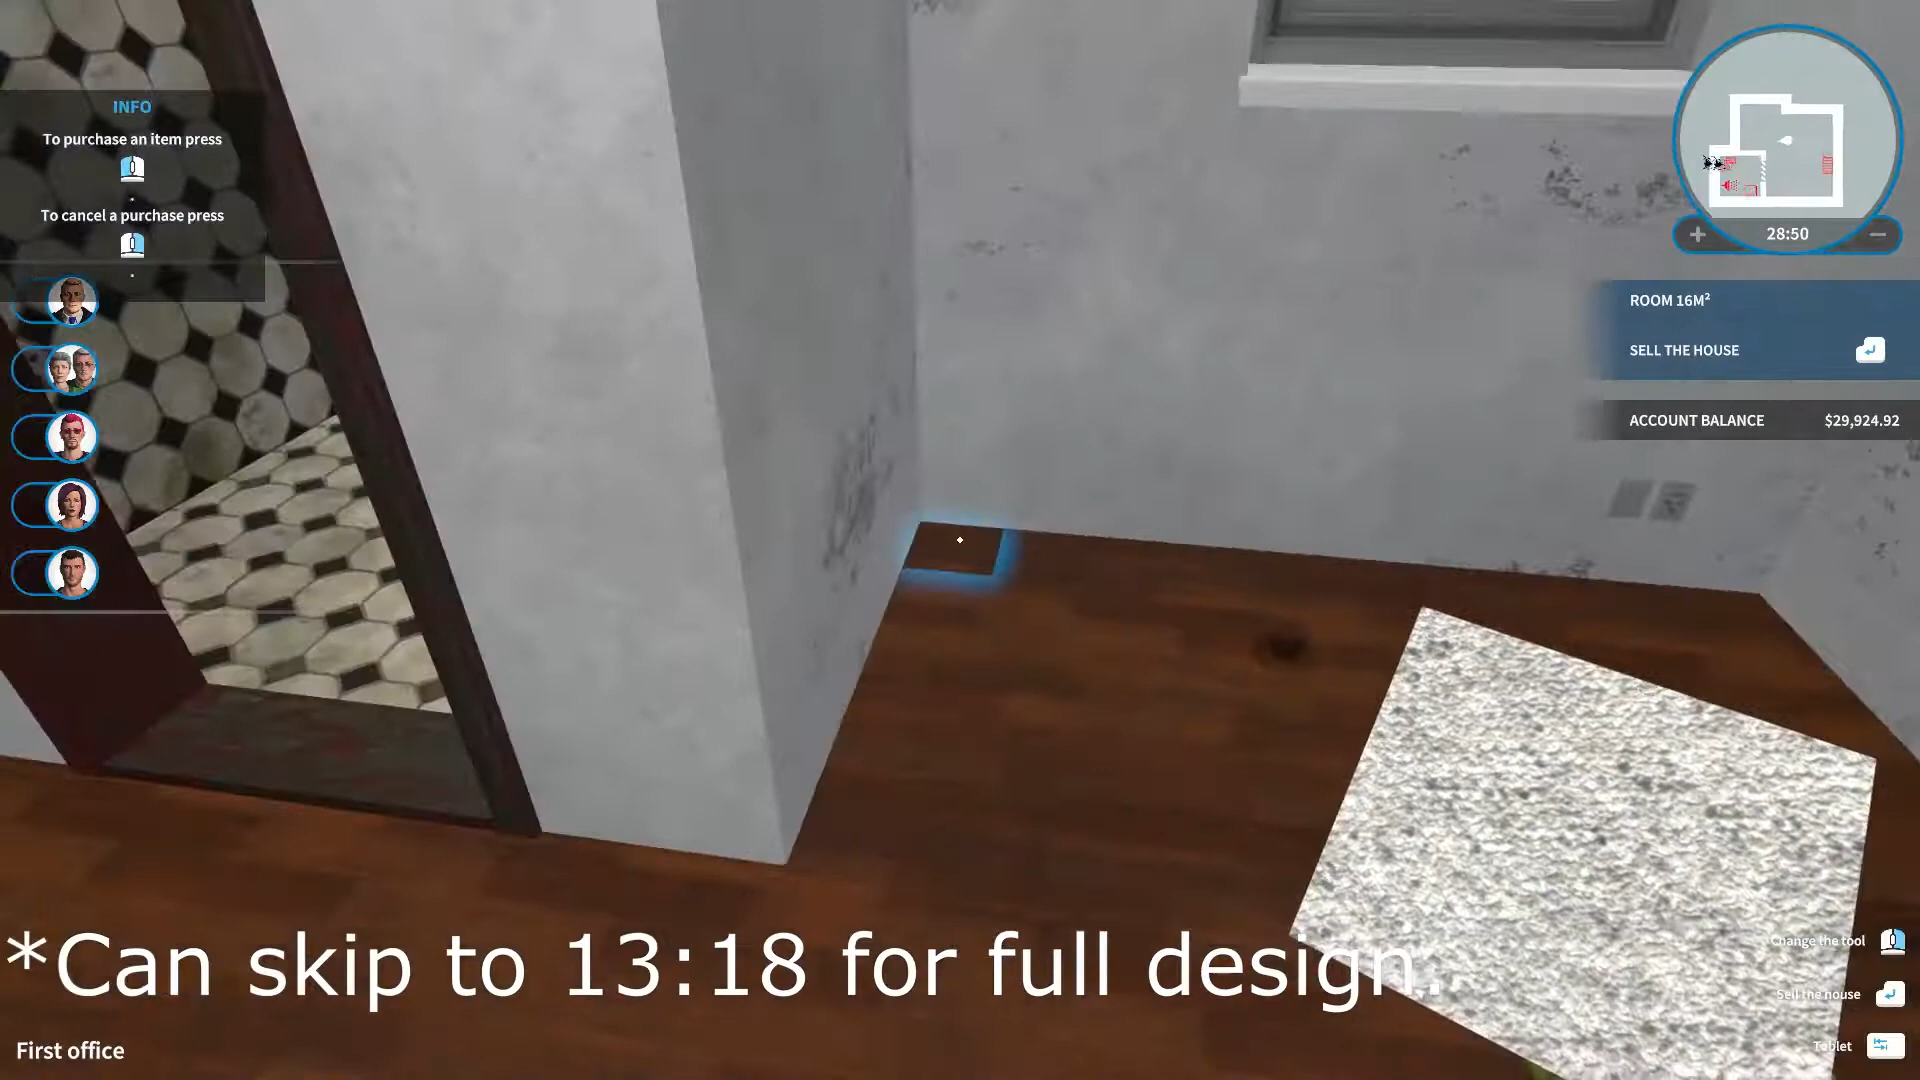 INFO
To purchase an item press
.
To cancel a purchase press
.
28:50
ROOM 16M²
SELL THE HOUSE
ACCOUNT BALANCE $29,924.92
*Can skip to 13:18 for full design.
Change the tool
Sell the house
Tablet
First office